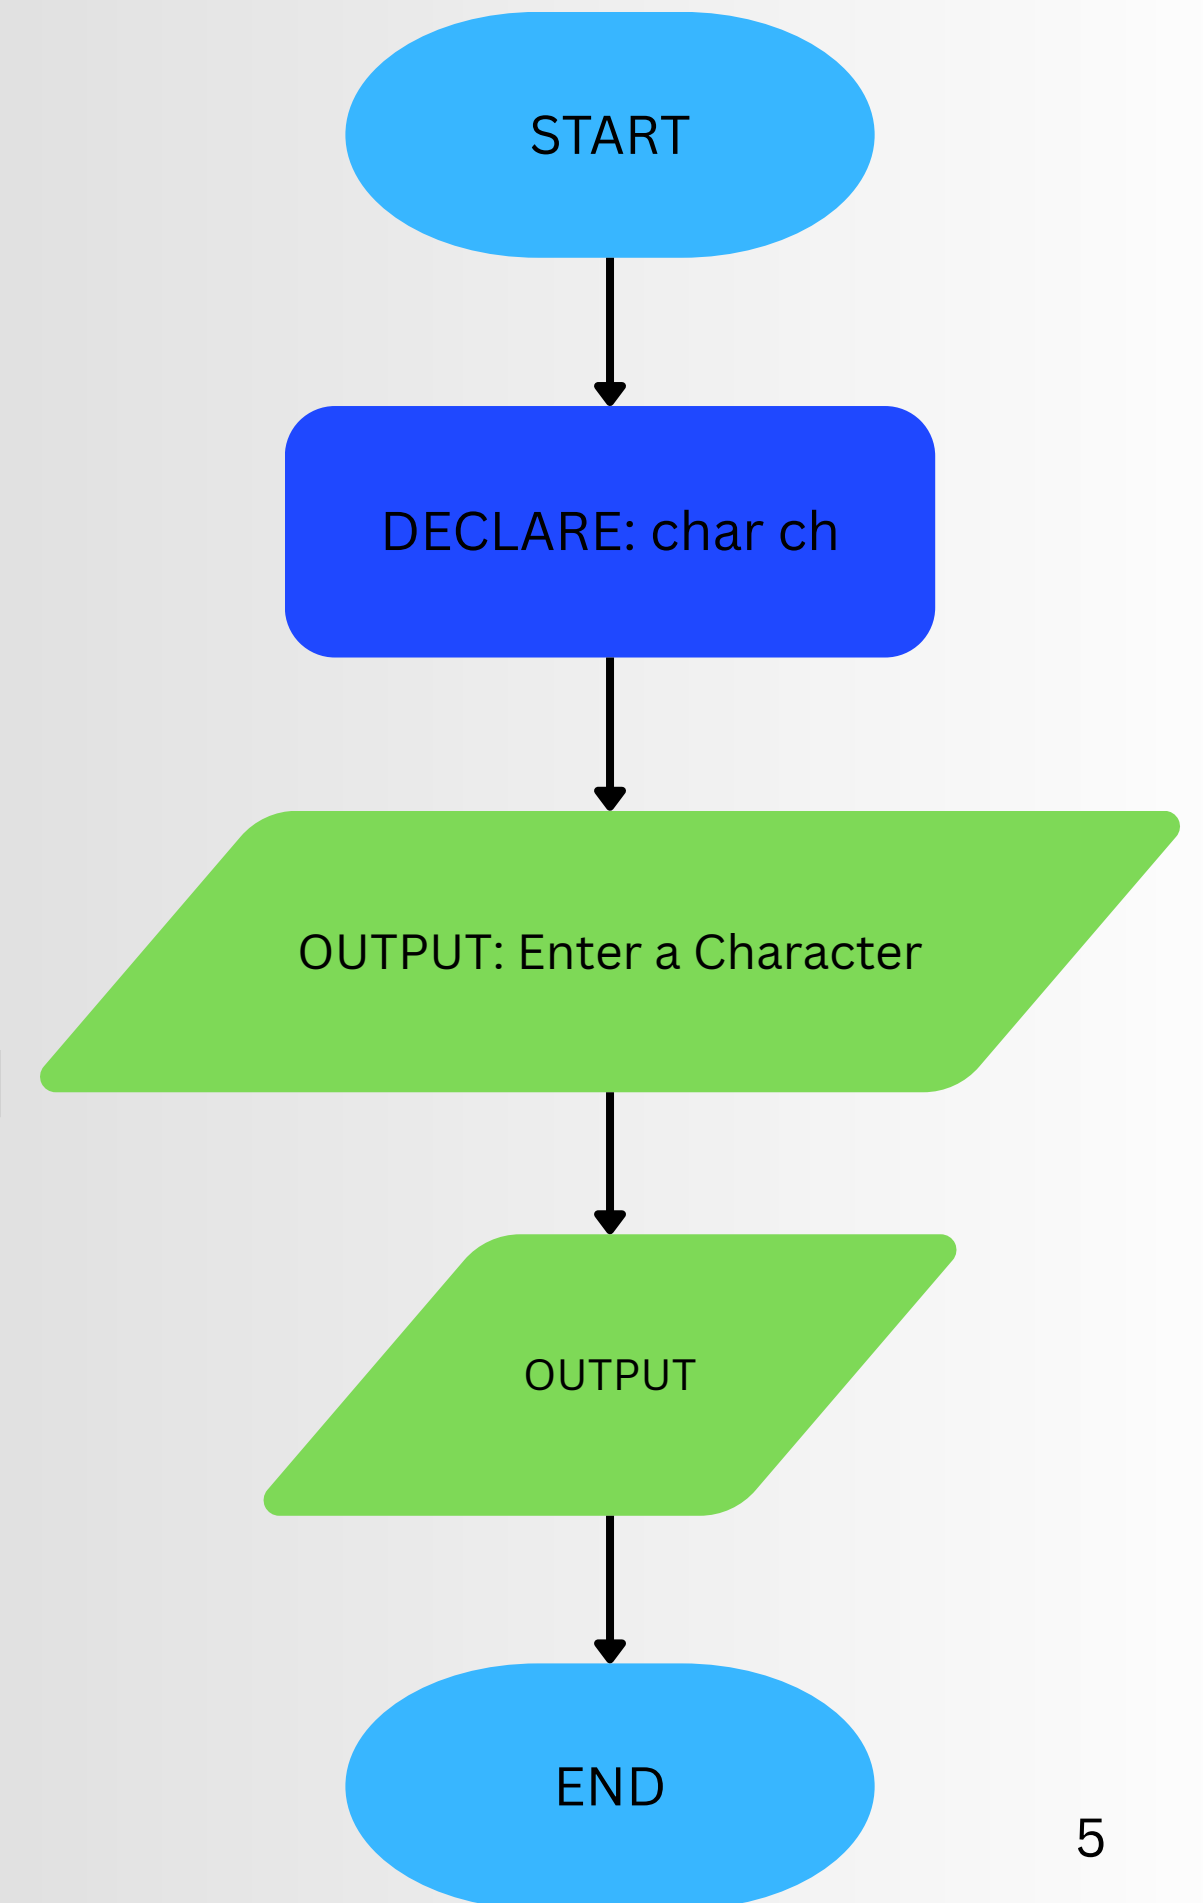 START
DECLARE: char ch
OUTPUT: Enter a Character
OUTPUT
END
5